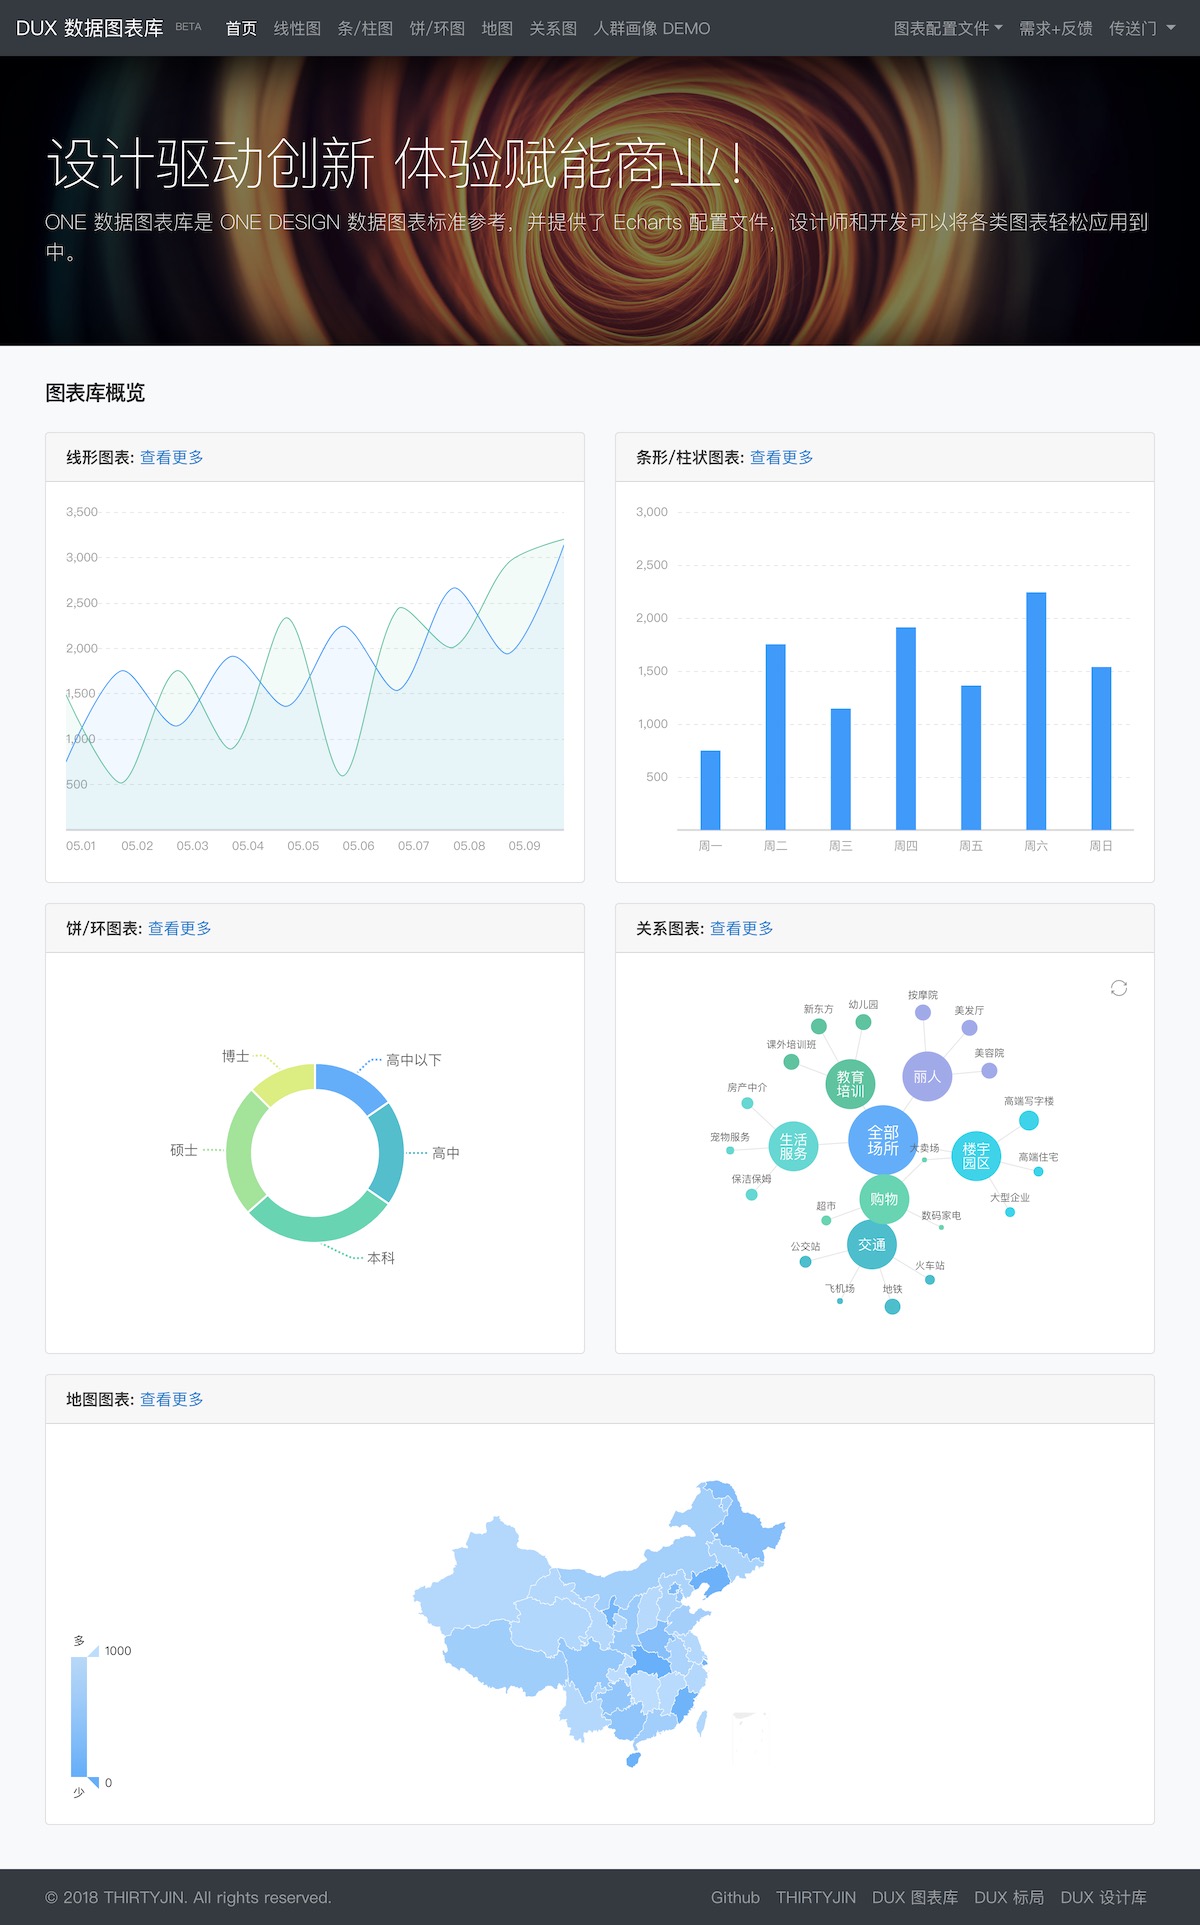 DUX 数据图表库 BETA 首页 线性图 条/柱图 饼/环图 地图 关系图 人群画像 DEMO 图表配置文件 需求+反馈 传送门
设计驱动创新 体验赋能商业！
ONE 数据图表库是 ONE DESIGN 数据图表标准参考，并提供了 Echarts 配置文件，设计师和开发可以将各类图表轻松应用到
中。
图表库概览
线形图表: 查看更多
3,500
3,000
2,500
2,000
1,500
1,000
500
05.01 05.02 05.03 05.04 05.05 05.06 05.07 05.08 05.09
条形/柱状图表: 查看更多
3,000
2,500
2,000
1,500
1,000
500
周一 周二 周三 周四 周五 周六 周日
饼/环图表: 查看更多
博士
高中以下
硕士
高中
本科
关系图表: 查看更多
按摩院
幼儿园
新东方
美发厅
课外培训班
美容院
教育
培训
丽人
房产中介
高端写字楼
全部
场所
宠物服务
生活
服务
大卖场
楼宇
园区
高端住宅
保洁保姆
大型企业
购物
超市
数码家电
公交站
交通
火车站
飞机场
地铁
地图图表: 查看更多
多
1000
0
少
© 2018 THIRTYJIN. All rights reserved.
Github THIRTYJIN DUX 图表库 DUX 标局 DUX 设计库